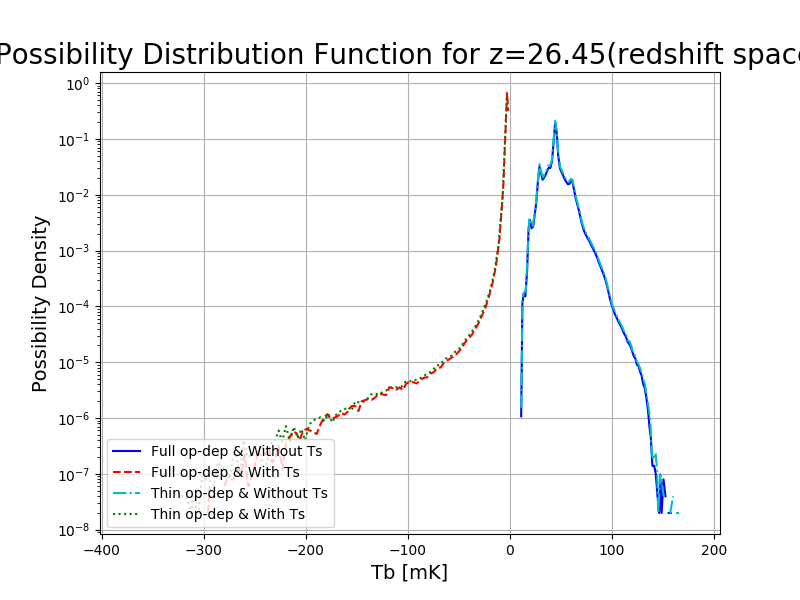 Possibility Distribution Function for z=26.45(redshift space
Possibility Density
10⁰
10⁻¹
10⁻²
10⁻³
10⁻⁴
10⁻⁵
10⁻⁶
10⁻⁷
10⁻⁸
Full op-dep & Without Ts
Full op-dep & With Ts
Thin op-dep & Without Ts
Thin op-dep & With Ts
−400 −300 −200 −100 0 100 200
Tb [mK]